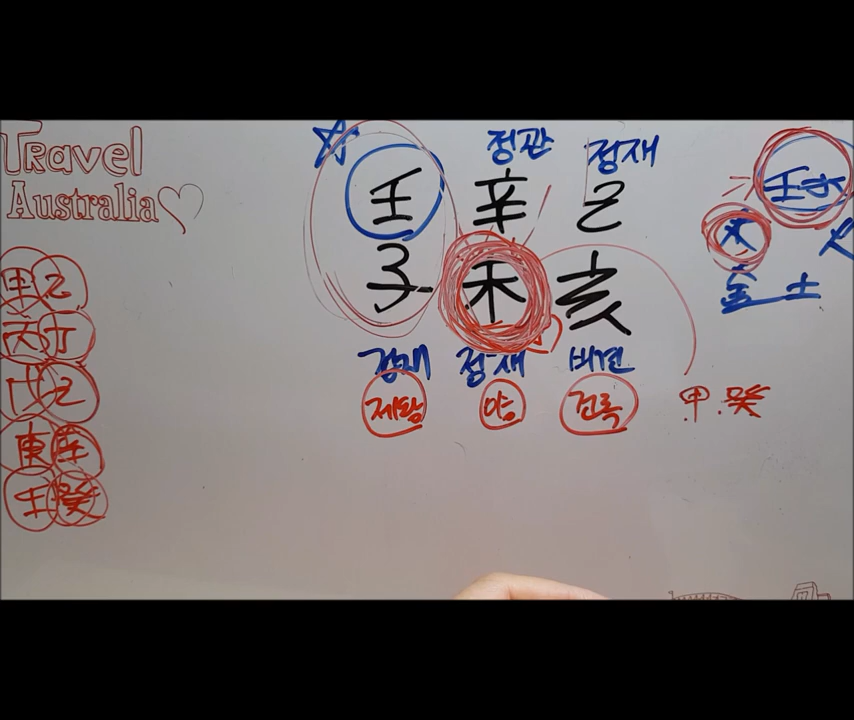 Travel
Australia
정관 정재
壬 辛 己
子 未 亥
겁재 정재 비견
제왕 양 건록
甲.癸
壬水
火
金 土
甲乙
丙丁
戊己
庚辛
壬癸